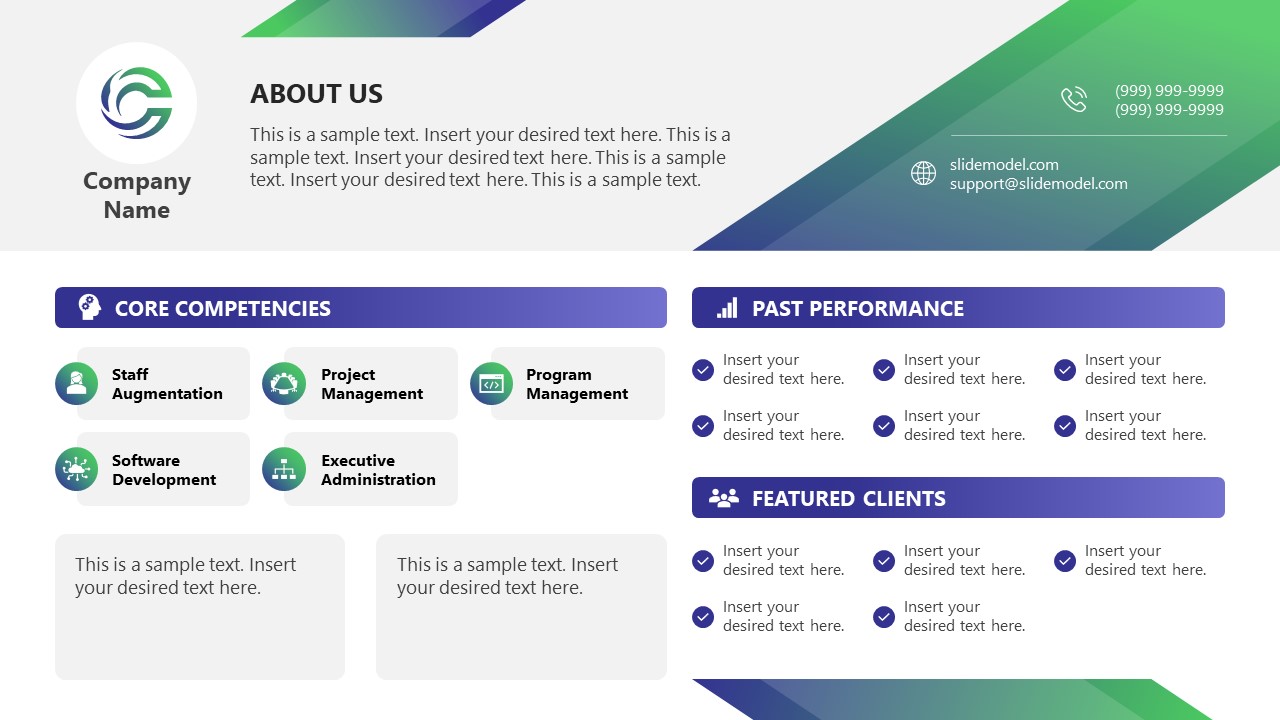 Company
Name
ABOUT US
This is a sample text. Insert your desired text here. This is a
sample text. Insert your desired text here. This is a sample
text. Insert your desired text here. This is a sample text.
(999) 999-9999
(999) 999-9999
slidemodel.com
support@slidemodel.com
CORE COMPETENCIES
Staff
Augmentation
Project
Management
Program
Management
Software
Development
Executive
Administration
This is a sample text. Insert
your desired text here.
This is a sample text. Insert
your desired text here.
PAST PERFORMANCE
Insert your
desired text here.
Insert your
desired text here.
Insert your
desired text here.
Insert your
desired text here.
Insert your
desired text here.
Insert your
desired text here.
FEATURED CLIENTS
Insert your
desired text here.
Insert your
desired text here.
Insert your
desired text here.
Insert your
desired text here.
Insert your
desired text here.